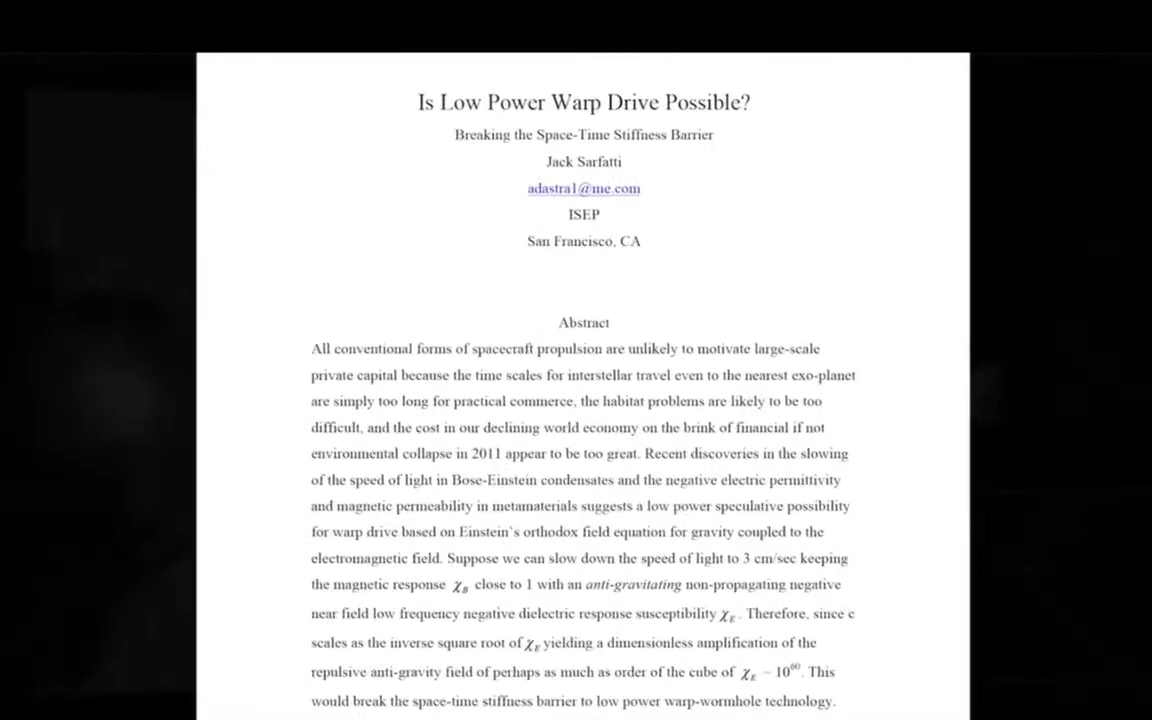 Is Low Power Warp Drive Possible?
Breaking the Space-Time Stiffness Barrier
Jack Sarfatti
adastra1@me.com
ISEP
San Francisco, CA
Abstract
All conventional forms of spacecraft propulsion are unlikely to motivate large-scale
private capital because the time scales for interstellar travel even to the nearest exo-planet
are simply too long for practical commerce, the habitat problems are likely to be too
difficult, and the cost in our declining world economy on the brink of financial if not
environmental collapse in 2011 appear to be too great. Recent discoveries in the slowing
of the speed of light in Bose-Einstein condensates and the negative electric permittivity
and magnetic permeability in metamaterials suggests a low power speculative possibility
for warp drive based on Einstein`s orthodox field equation for gravity coupled to the
electromagnetic field. Suppose we can slow down the speed of light to 3 cm/sec keeping
the magnetic response χ_B close to 1 with an anti-gravitating non-propagating negative
near field low frequency negative dielectric response susceptibility χ_E. Therefore, since c
scales as the inverse square root of χ_E yielding a dimensionless amplification of the
repulsive anti-gravity field of perhaps as much as order of the cube of χ_E ~ 10^60. This
would break the space-time stiffness barrier to low power warp-wormhole technology.